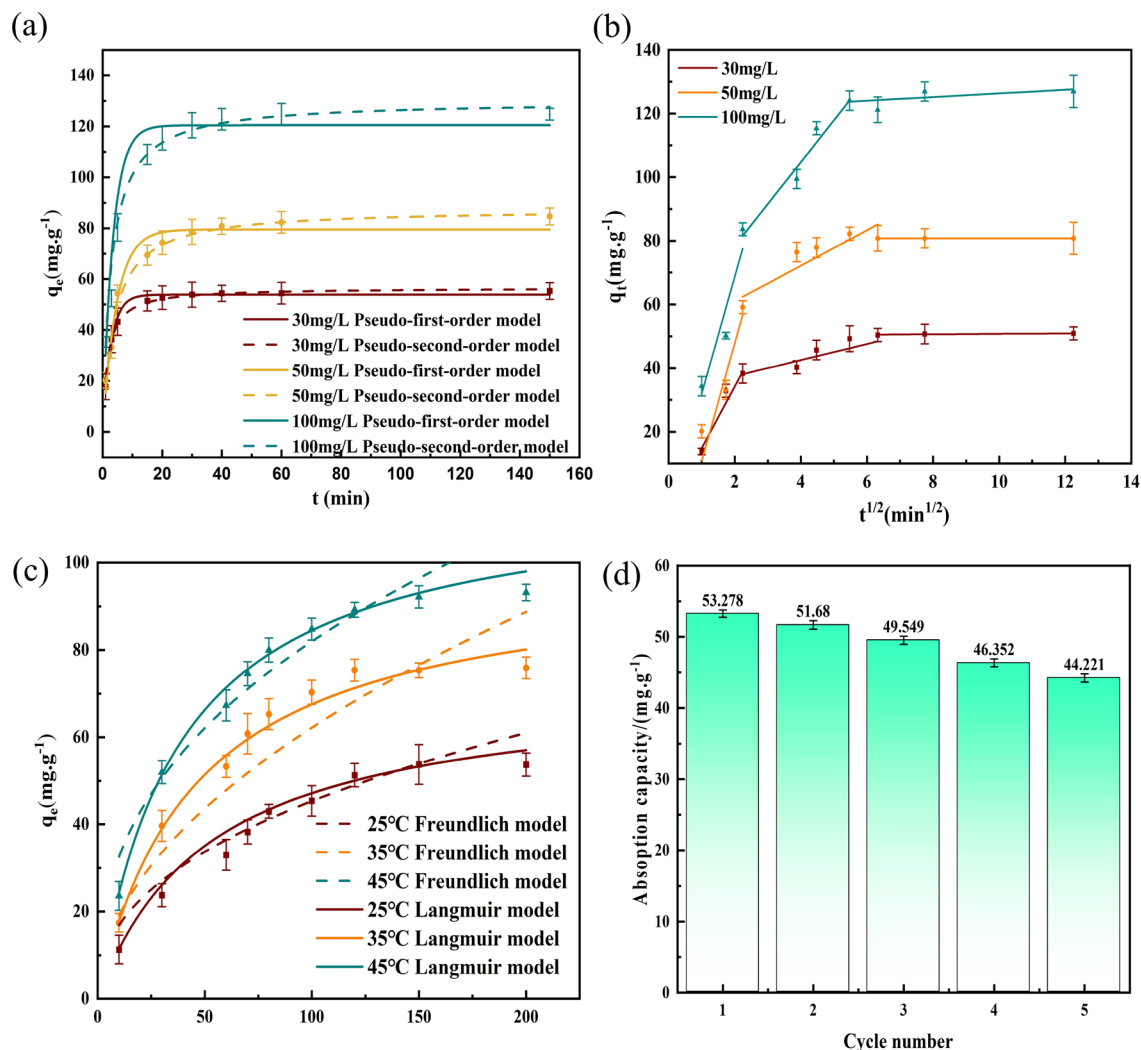 (a)
140
120
100
80
60
40
20
0
qe(mg.g-1)
30mg/L Pseudo-first-order model
30mg/L Pseudo-second-order model
50mg/L Pseudo-first-order model
50mg/L Pseudo-second-order model
100mg/L Pseudo-first-order model
100mg/L Pseudo-second-order model
0 20 40 60 80 100 120 140 160
t (min)
(b)
140
120
100
80
60
40
20
qt(mg.g-1)
30mg/L
50mg/L
100mg/L
0 2 4 6 8 10 12 14
t1/2(min1/2)
(c)
100
80
60
40
20
0
qe(mg.g-1)
25℃ Freundlich model
35℃ Freundlich model
45℃ Freundlich model
25℃ Langmuir model
35℃ Langmuir model
45℃ Langmuir model
0 50 100 150 200
(d)
60
50
40
30
20
10
0
Absoption capacity/(mg.g-1)
53.278
51.68
49.549
46.352
44.221
1 2 3 4 5
Cycle number